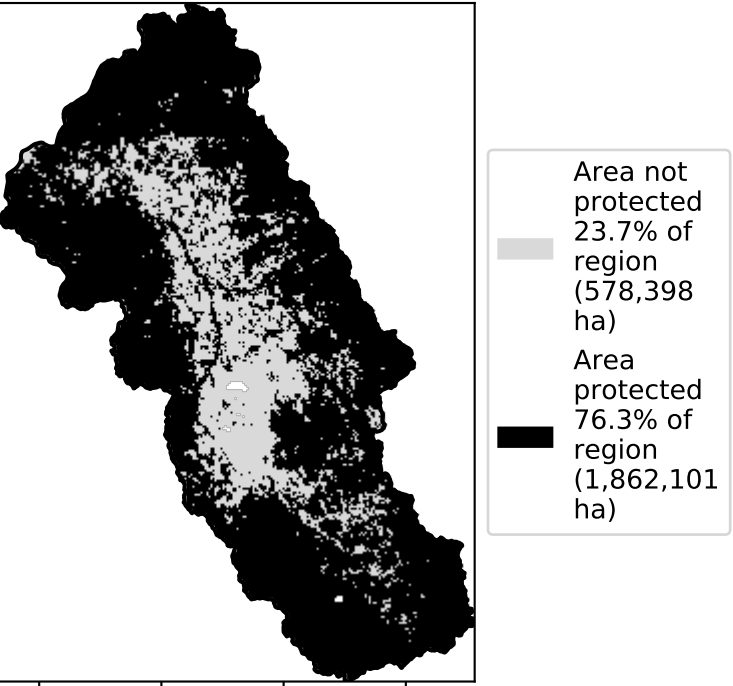 Area not
protected
23.7% of
region
(578,398
ha)
Area
protected
76.3% of
region
(1,862,101
ha)